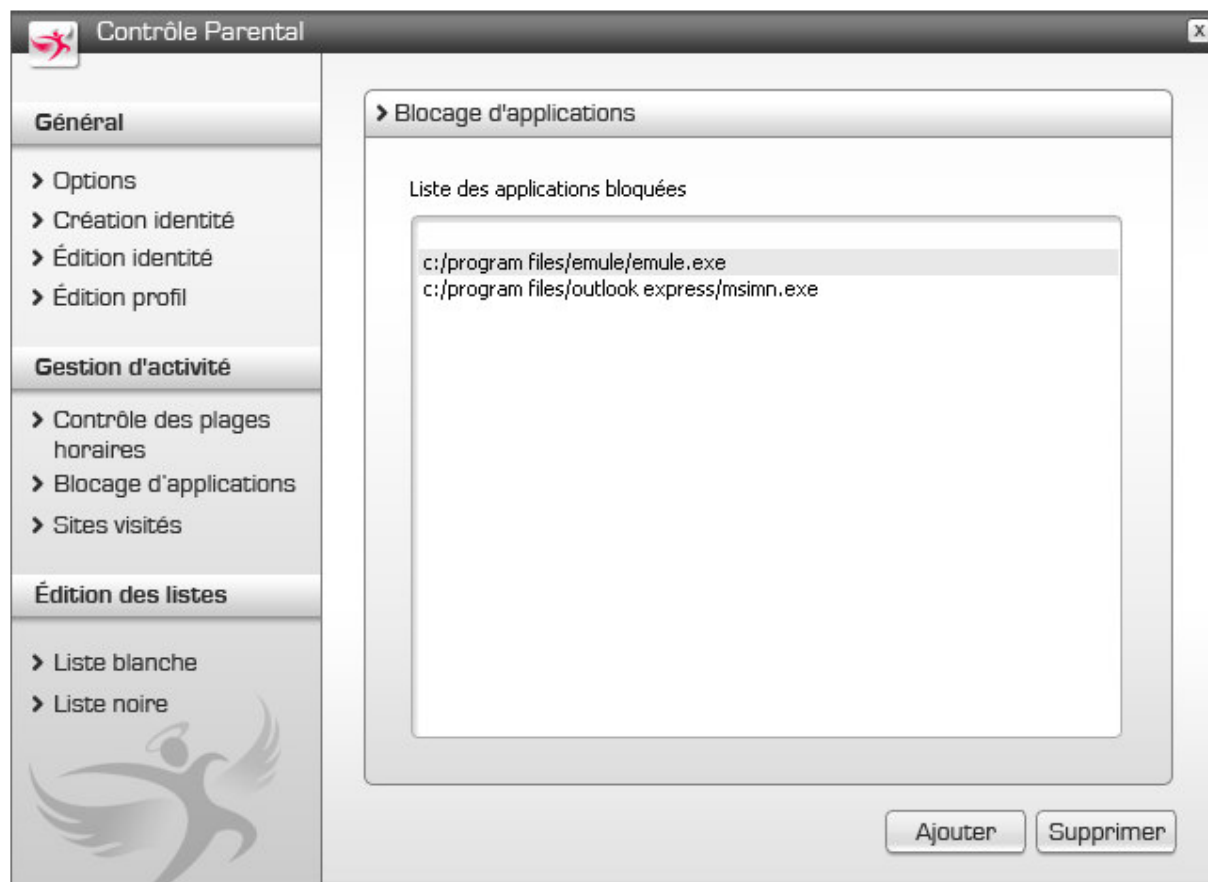 Contrôle Parental
X
Général
Options
Création identité
Édition identité
Édition profil
Gestion d'activité
Contrôle des plages
horaires
Blocage d'applications
Sites visités
Édition des listes
Liste blanche
Liste noire
Blocage d'applications
Liste des applications bloquées
c:/program files/emule/emule.exe
c:/program files/outlook express/msimn.exe
Ajouter
Supprimer